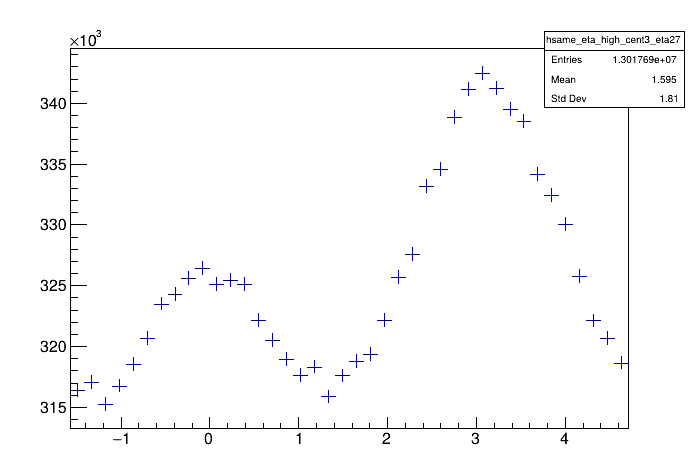 ×10³
hsame_eta_high_cent3_eta27
Entries 1.301769e+07
Mean 1.595
Std Dev 1.81
340
335
330
325
320
315
−1 0 1 2 3 4